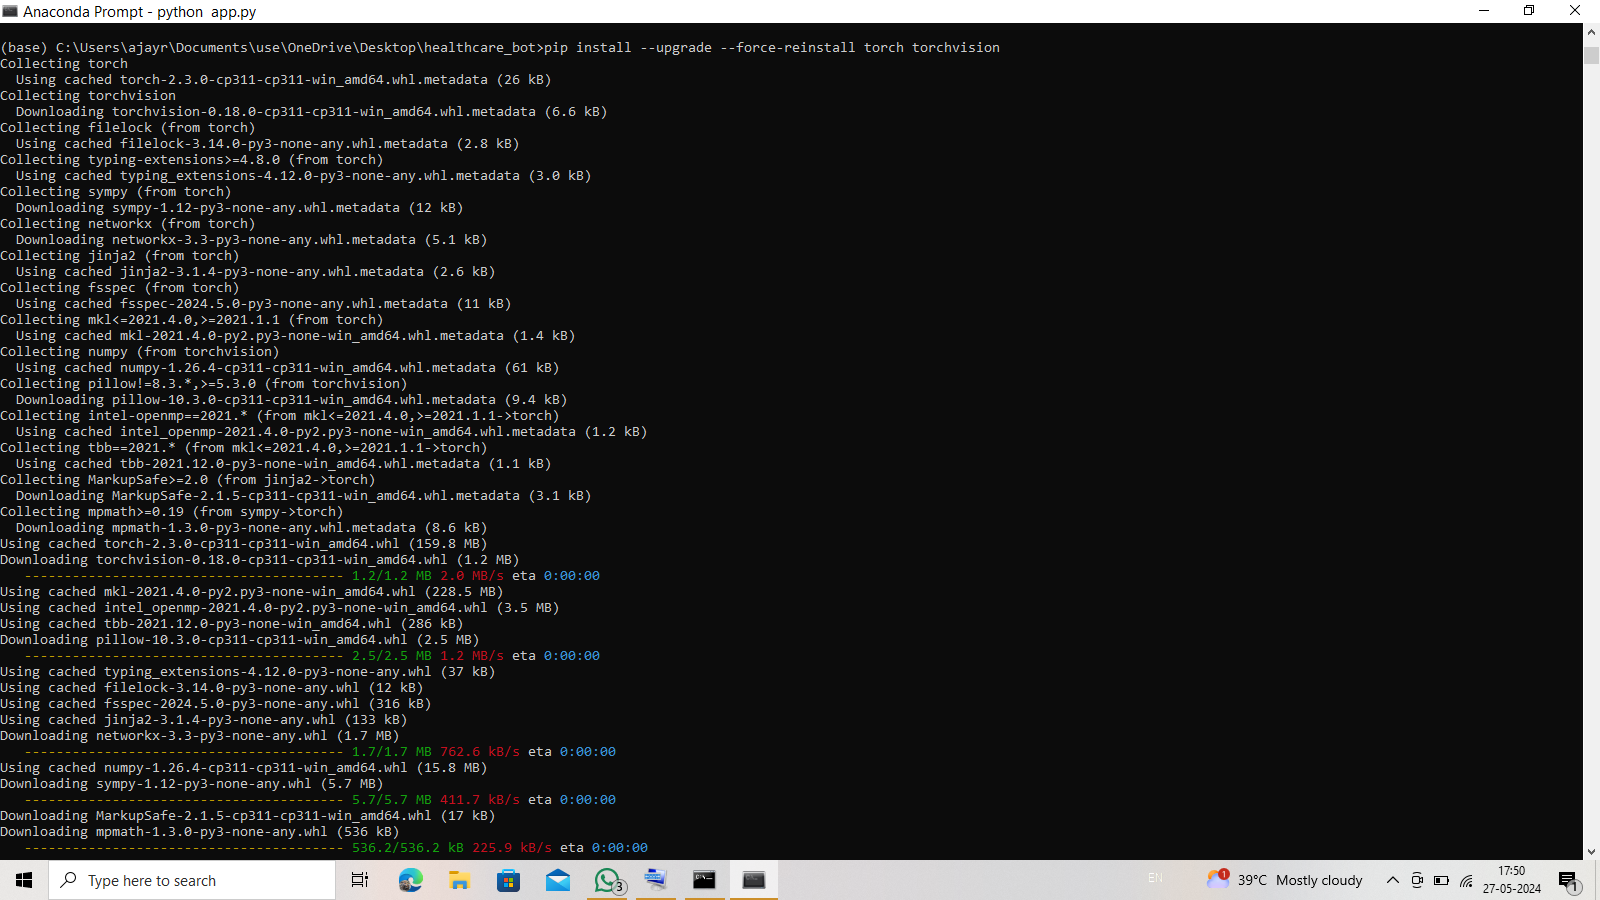 Anaconda Prompt - python  app.py
(base) C:\Users\ajayr\Documents\use\OneDrive\Desktop\healthcare_bot>pip install --upgrade --force-reinstall torch torchvision
Collecting torch
  Using cached torch-2.3.0-cp311-cp311-win_amd64.whl.metadata (26 kB)
Collecting torchvision
  Downloading torchvision-0.18.0-cp311-cp311-win_amd64.whl.metadata (6.6 kB)
Collecting filelock (from torch)
  Using cached filelock-3.14.0-py3-none-any.whl.metadata (2.8 kB)
Collecting typing-extensions>=4.8.0 (from torch)
  Using cached typing_extensions-4.12.0-py3-none-any.whl.metadata (3.0 kB)
Collecting sympy (from torch)
  Downloading sympy-1.12-py3-none-any.whl.metadata (12 kB)
Collecting networkx (from torch)
  Downloading networkx-3.3-py3-none-any.whl.metadata (5.1 kB)
Collecting jinja2 (from torch)
  Using cached jinja2-3.1.4-py3-none-any.whl.metadata (2.6 kB)
Collecting fsspec (from torch)
  Using cached fsspec-2024.5.0-py3-none-any.whl.metadata (11 kB)
Collecting mkl<=2021.4.0,>=2021.1.1 (from torch)
  Using cached mkl-2021.4.0-py2.py3-none-win_amd64.whl.metadata (1.4 kB)
Collecting numpy (from torchvision)
  Using cached numpy-1.26.4-cp311-cp311-win_amd64.whl.metadata (61 kB)
Collecting pillow!=8.3.*,>=5.3.0 (from torchvision)
  Downloading pillow-10.3.0-cp311-cp311-win_amd64.whl.metadata (9.4 kB)
Collecting intel-openmp==2021.* (from mkl<=2021.4.0,>=2021.1.1->torch)
  Using cached intel_openmp-2021.4.0-py2.py3-none-win_amd64.whl.metadata (1.2 kB)
Collecting tbb==2021.* (from mkl<=2021.4.0,>=2021.1.1->torch)
  Using cached tbb-2021.12.0-py3-none-win_amd64.whl.metadata (1.1 kB)
Collecting MarkupSafe>=2.0 (from jinja2->torch)
  Downloading MarkupSafe-2.1.5-cp311-cp311-win_amd64.whl.metadata (3.1 kB)
Collecting mpmath>=0.19 (from sympy->torch)
  Downloading mpmath-1.3.0-py3-none-any.whl.metadata (8.6 kB)
Using cached torch-2.3.0-cp311-cp311-win_amd64.whl (159.8 MB)
Downloading torchvision-0.18.0-cp311-cp311-win_amd64.whl (1.2 MB)
   ---------------------------------------- 1.2/1.2 MB 2.0 MB/s eta 0:00:00
Using cached mkl-2021.4.0-py2.py3-none-win_amd64.whl (228.5 MB)
Using cached intel_openmp-2021.4.0-py2.py3-none-win_amd64.whl (3.5 MB)
Using cached tbb-2021.12.0-py3-none-win_amd64.whl (286 kB)
Downloading pillow-10.3.0-cp311-cp311-win_amd64.whl (2.5 MB)
   ---------------------------------------- 2.5/2.5 MB 1.2 MB/s eta 0:00:00
Using cached typing_extensions-4.12.0-py3-none-any.whl (37 kB)
Using cached filelock-3.14.0-py3-none-any.whl (12 kB)
Using cached fsspec-2024.5.0-py3-none-any.whl (316 kB)
Using cached jinja2-3.1.4-py3-none-any.whl (133 kB)
Downloading networkx-3.3-py3-none-any.whl (1.7 MB)
   ---------------------------------------- 1.7/1.7 MB 762.6 kB/s eta 0:00:00
Using cached numpy-1.26.4-cp311-cp311-win_amd64.whl (15.8 MB)
Downloading sympy-1.12-py3-none-any.whl (5.7 MB)
   ---------------------------------------- 5.7/5.7 MB 411.7 kB/s eta 0:00:00
Downloading MarkupSafe-2.1.5-cp311-cp311-win_amd64.whl (17 kB)
Downloading mpmath-1.3.0-py3-none-any.whl (536 kB)
   ---------------------------------------- 536.2/536.2 kB 225.9 kB/s eta 0:00:00
Type here to search
3
EN
1
39°C Mostly cloudy
17:50
27-05-2024
1